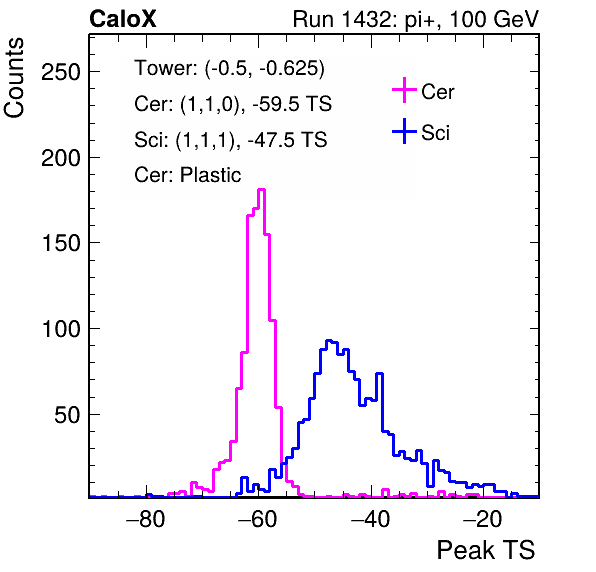 CaloX Run 1432: pi+, 100 GeV
Counts
Tower: (-0.5, -0.625)
Cer: (1,1,0), -59.5 TS
Sci: (1,1,1), -47.5 TS
Cer: Plastic
Cer
Sci
250
200
150
100
50
−80 −60 −40 −20
Peak TS